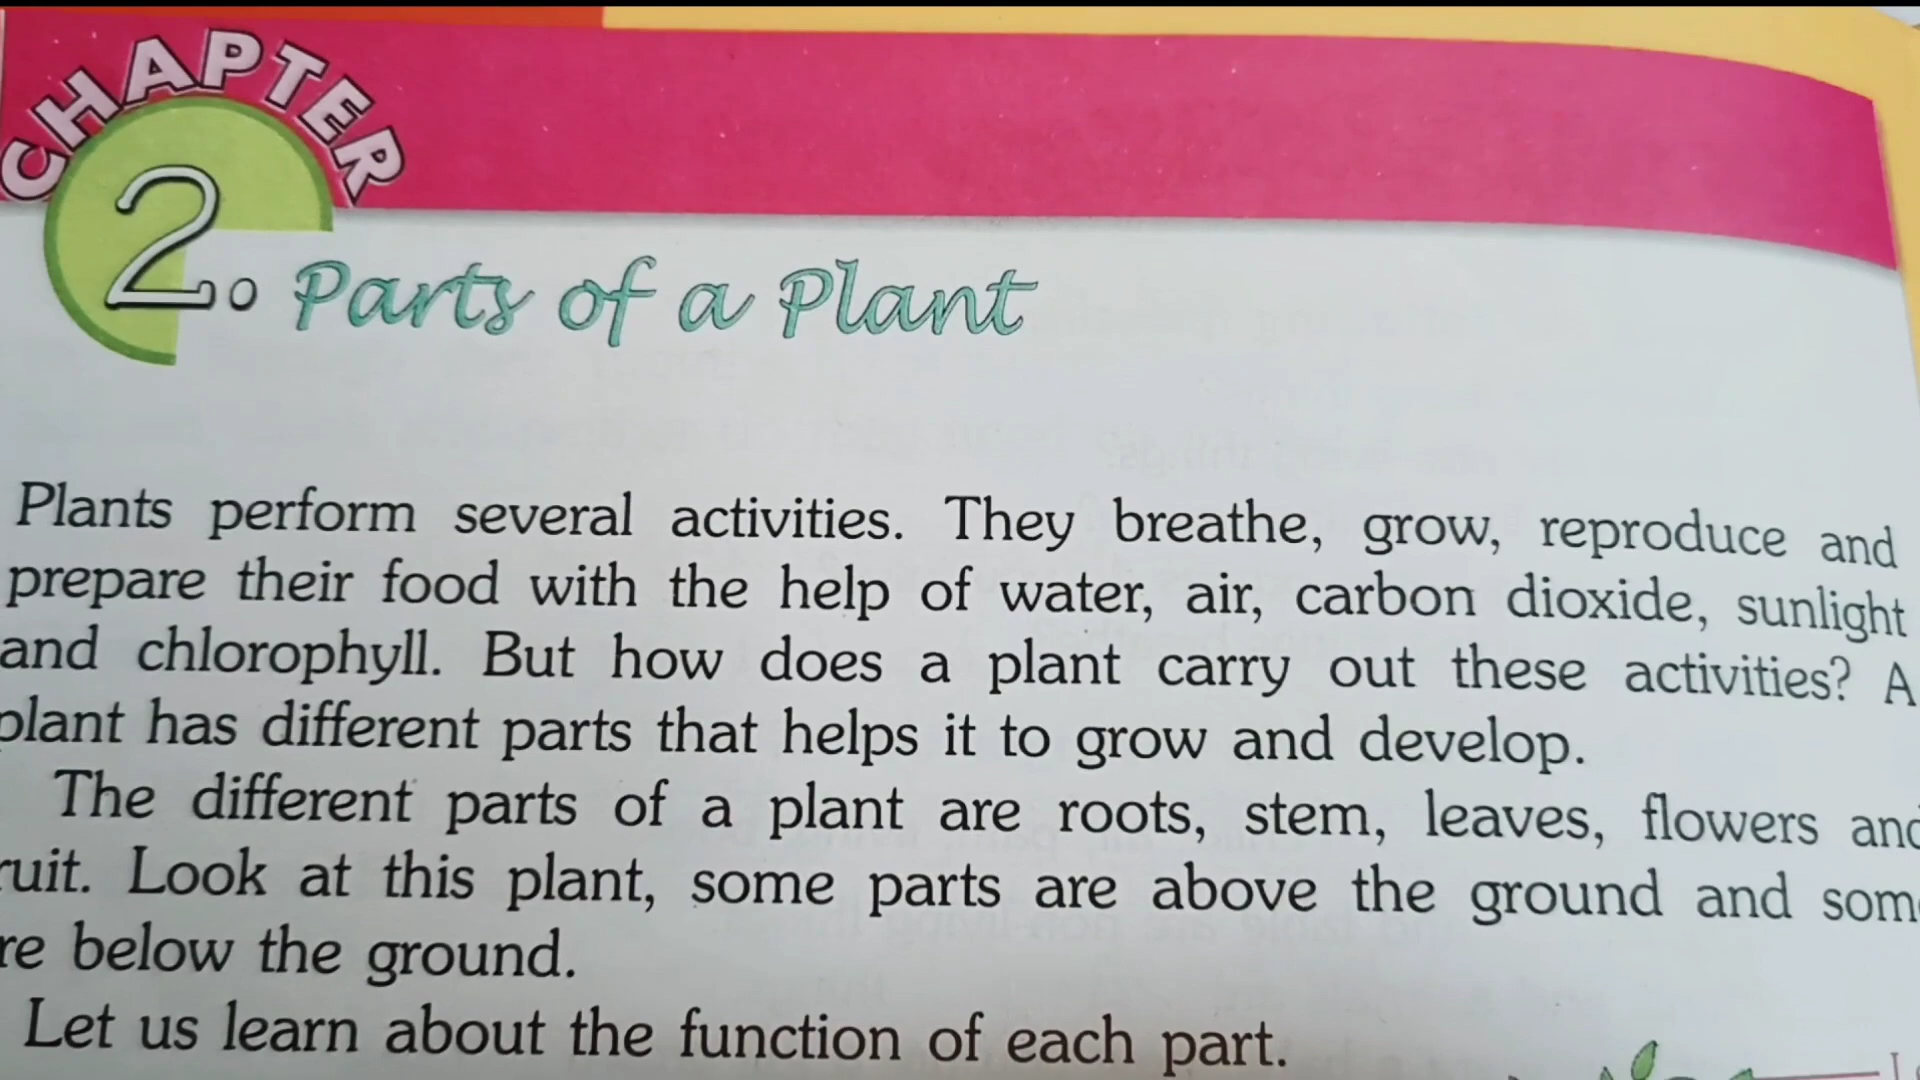 CHAPTER
2. Parts of a Plant
Plants perform several activities. They breathe, grow, reproduce and
prepare their food with the help of water, air, carbon dioxide, sunlight
and chlorophyll. But how does a plant carry out these activities? A
plant has different parts that helps it to grow and develop.
The different parts of a plant are roots, stem, leaves, flowers and
ruit. Look at this plant, some parts are above the ground and som
re below the ground.
Let us learn about the function of each part.